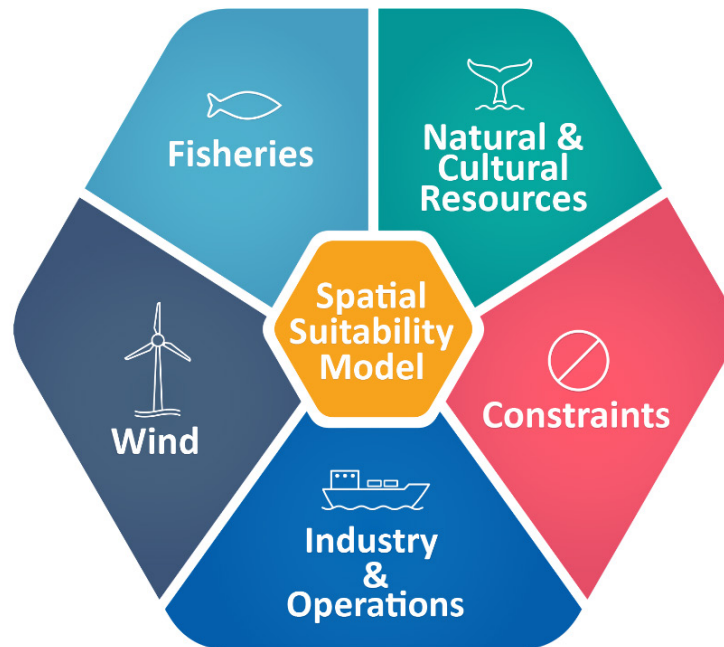 Fisheries
Natural &
Cultural
Resources
Spatial
Suitability
Model
Wind
Constraints
Industry
&
Operations